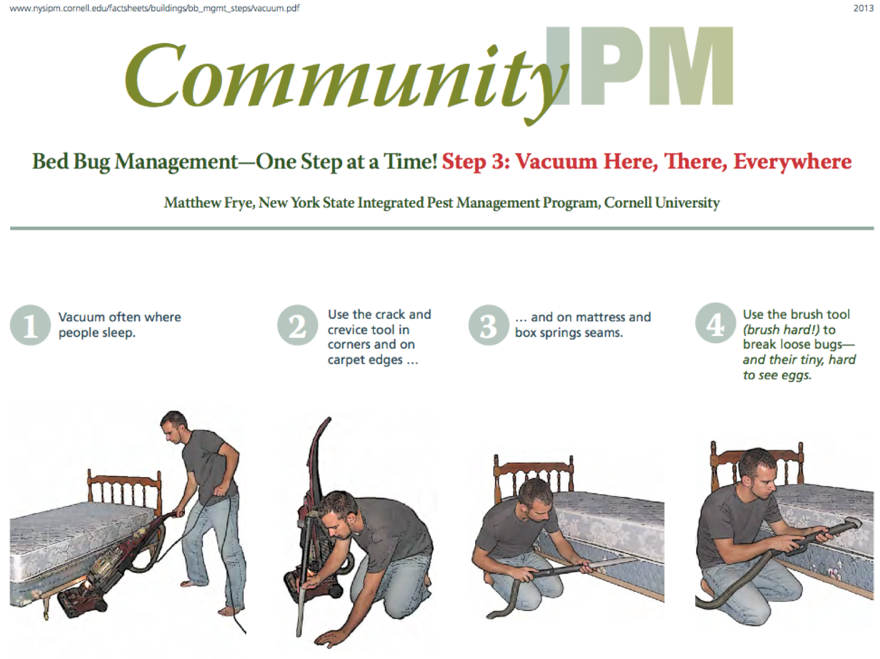 www.nysipm.cornell.edu/factsheets/buildings/bb_mgmt_steps/vacuum.pdf
2013
CommunityIPM
Bed Bug Management—One Step at a Time! Step 3: Vacuum Here, There, Everywhere
Matthew Frye, New York State Integrated Pest Management Program, Cornell University
1
Vacuum often where
people sleep.
2
Use the crack and
crevice tool in
corners and on
carpet edges ...
3
... and on mattress and
box springs seams.
4
Use the brush tool
(brush hard!) to
break loose bugs—
and their tiny, hard
to see eggs.